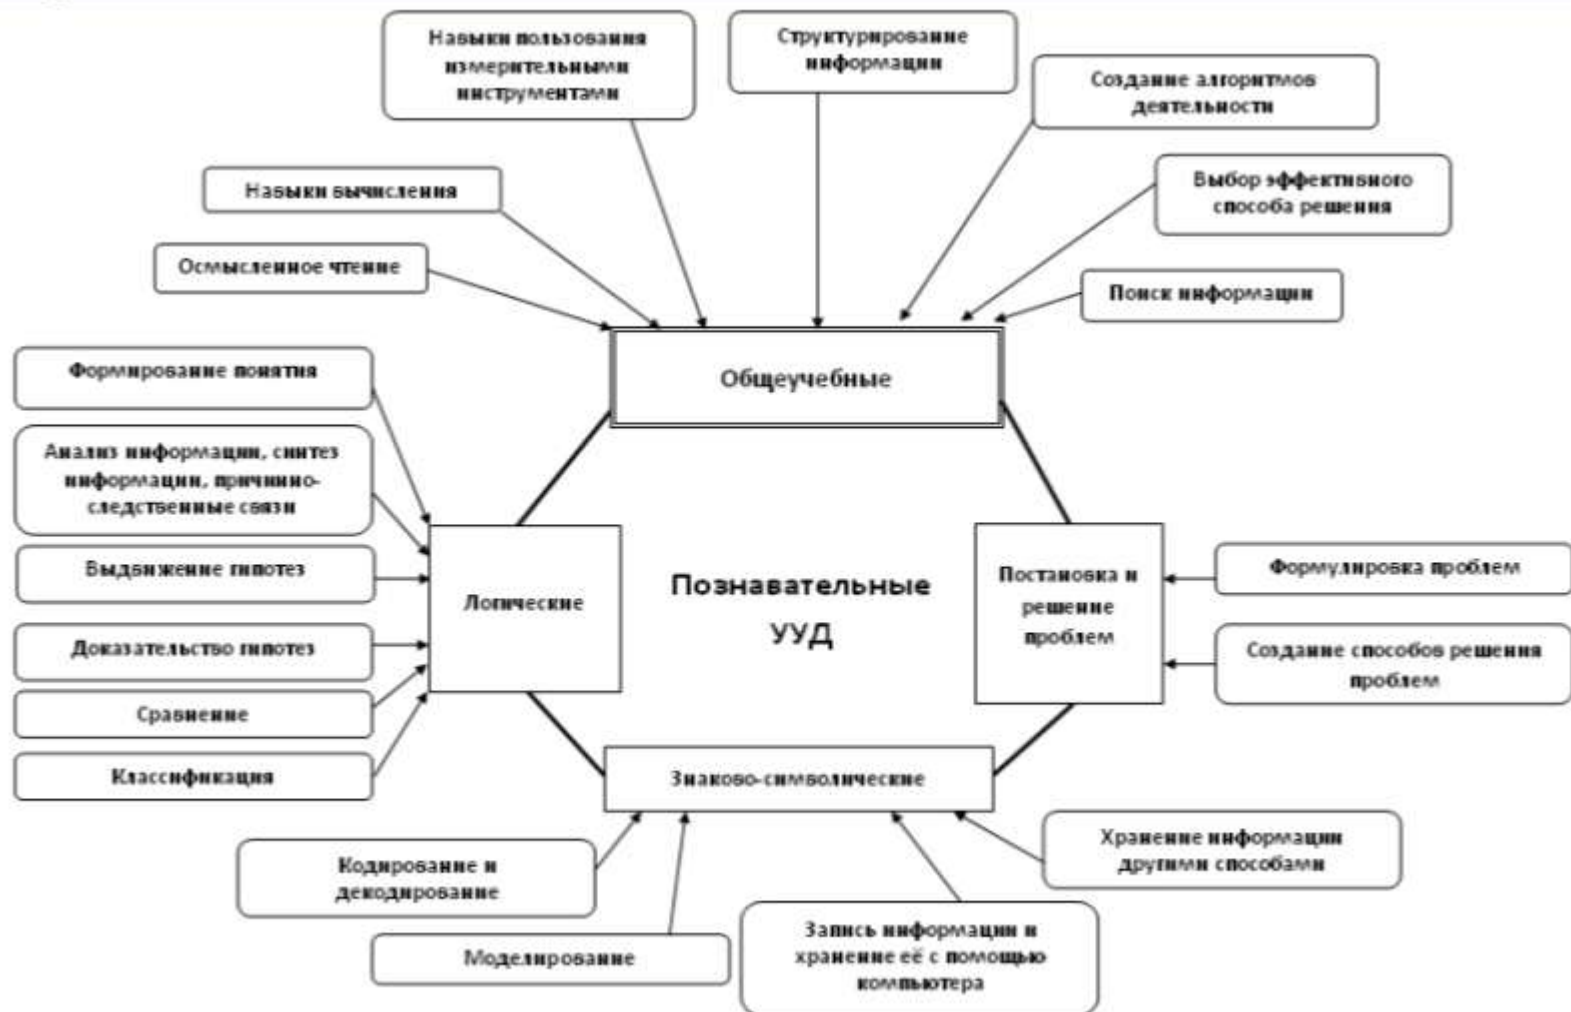 Навыки пользования
измерительными
инструментами
Структурирование
информации
Создание алгоритмов
деятельности
Навыки вычисления
Выбор эффективного
способа решения
Осмысленное чтение
Поиск информации
Общеучебные
Формирование понятия
Анализ информации, синтез
информации, причинно-
следственные связи
Выдвижение гипотез
Доказательство гипотез
Сравнение
Классификация
Логические
Познавательные
УУД
Постановка и
решение
проблем
Формулировка проблем
Создание способов решения
проблем
Знаково-символические
Кодирование и
декодирование
Моделирование
Запись информации и
хранение её с помощью
компьютера
Хранение информации
другими способами